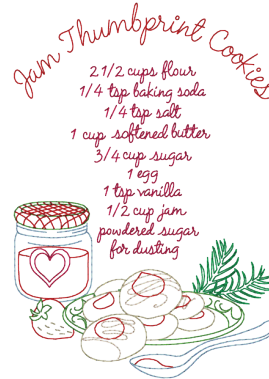 Jam Thumbprint Cookies
2 1/2 cups flour
1/4 tsp baking soda
1/4 tsp salt
1 cup softened butter
3/4 cup sugar
1 egg
1 tsp vanilla
1/2 cup jam
powdered sugar
for dusting